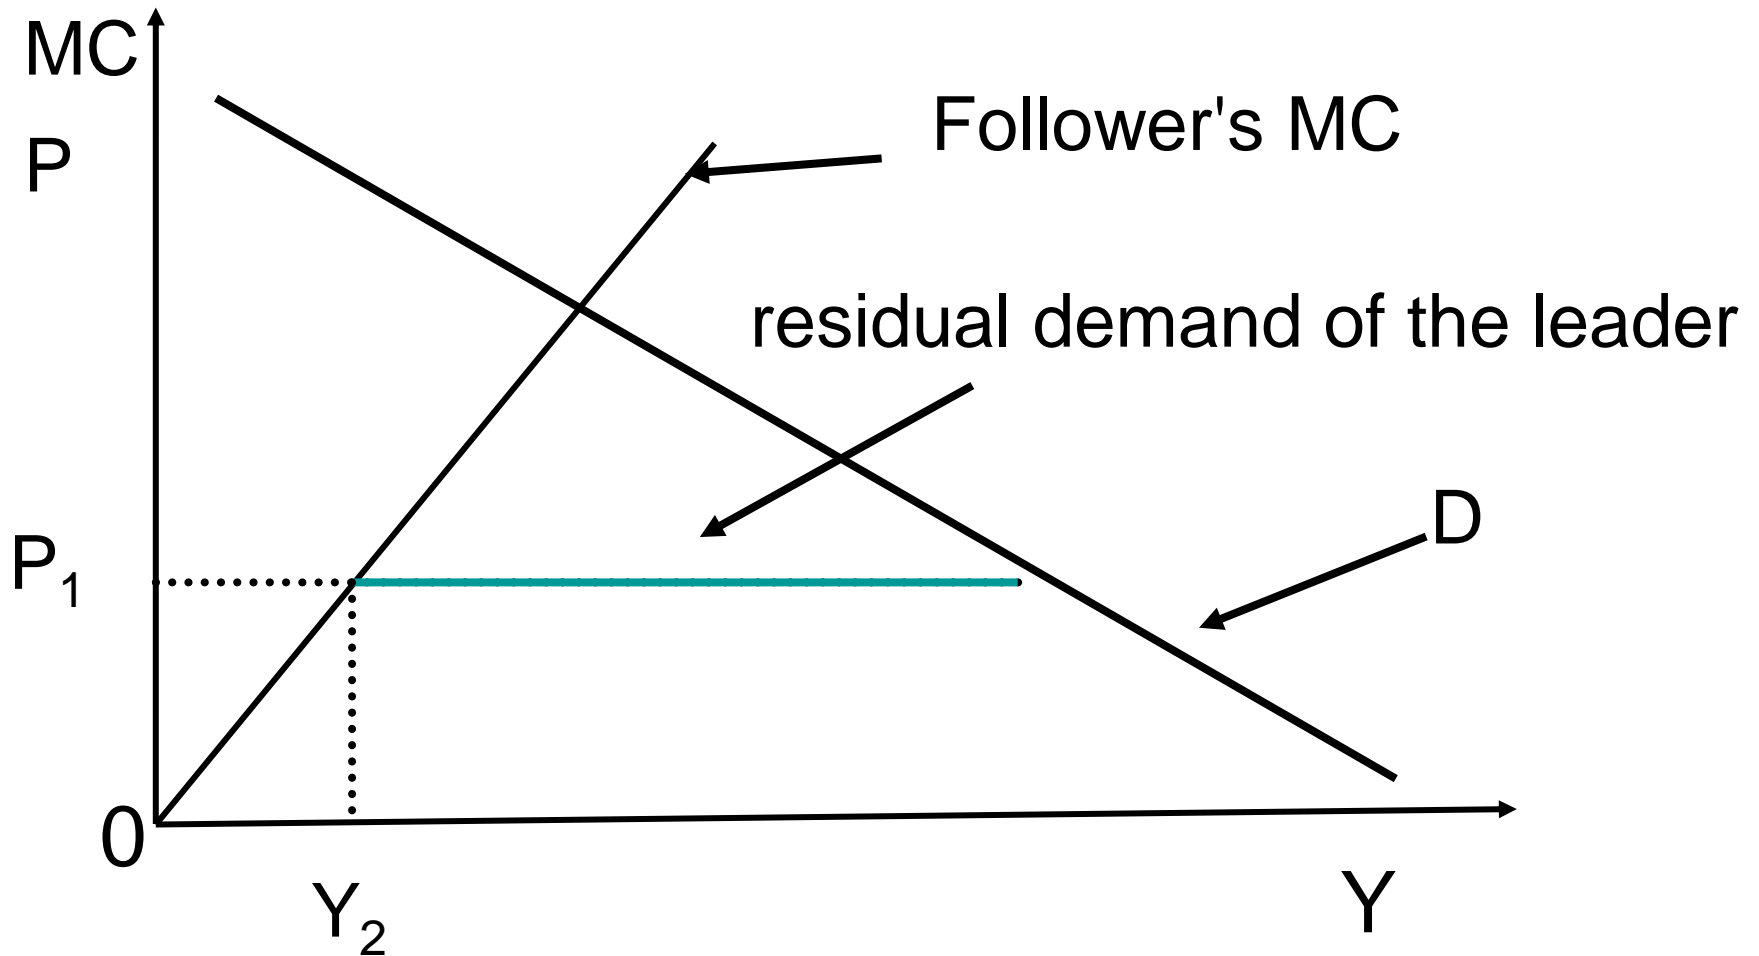 MC
P
Follower's MC
residual demand of the leader
D
P₁
0
Y₂
Y